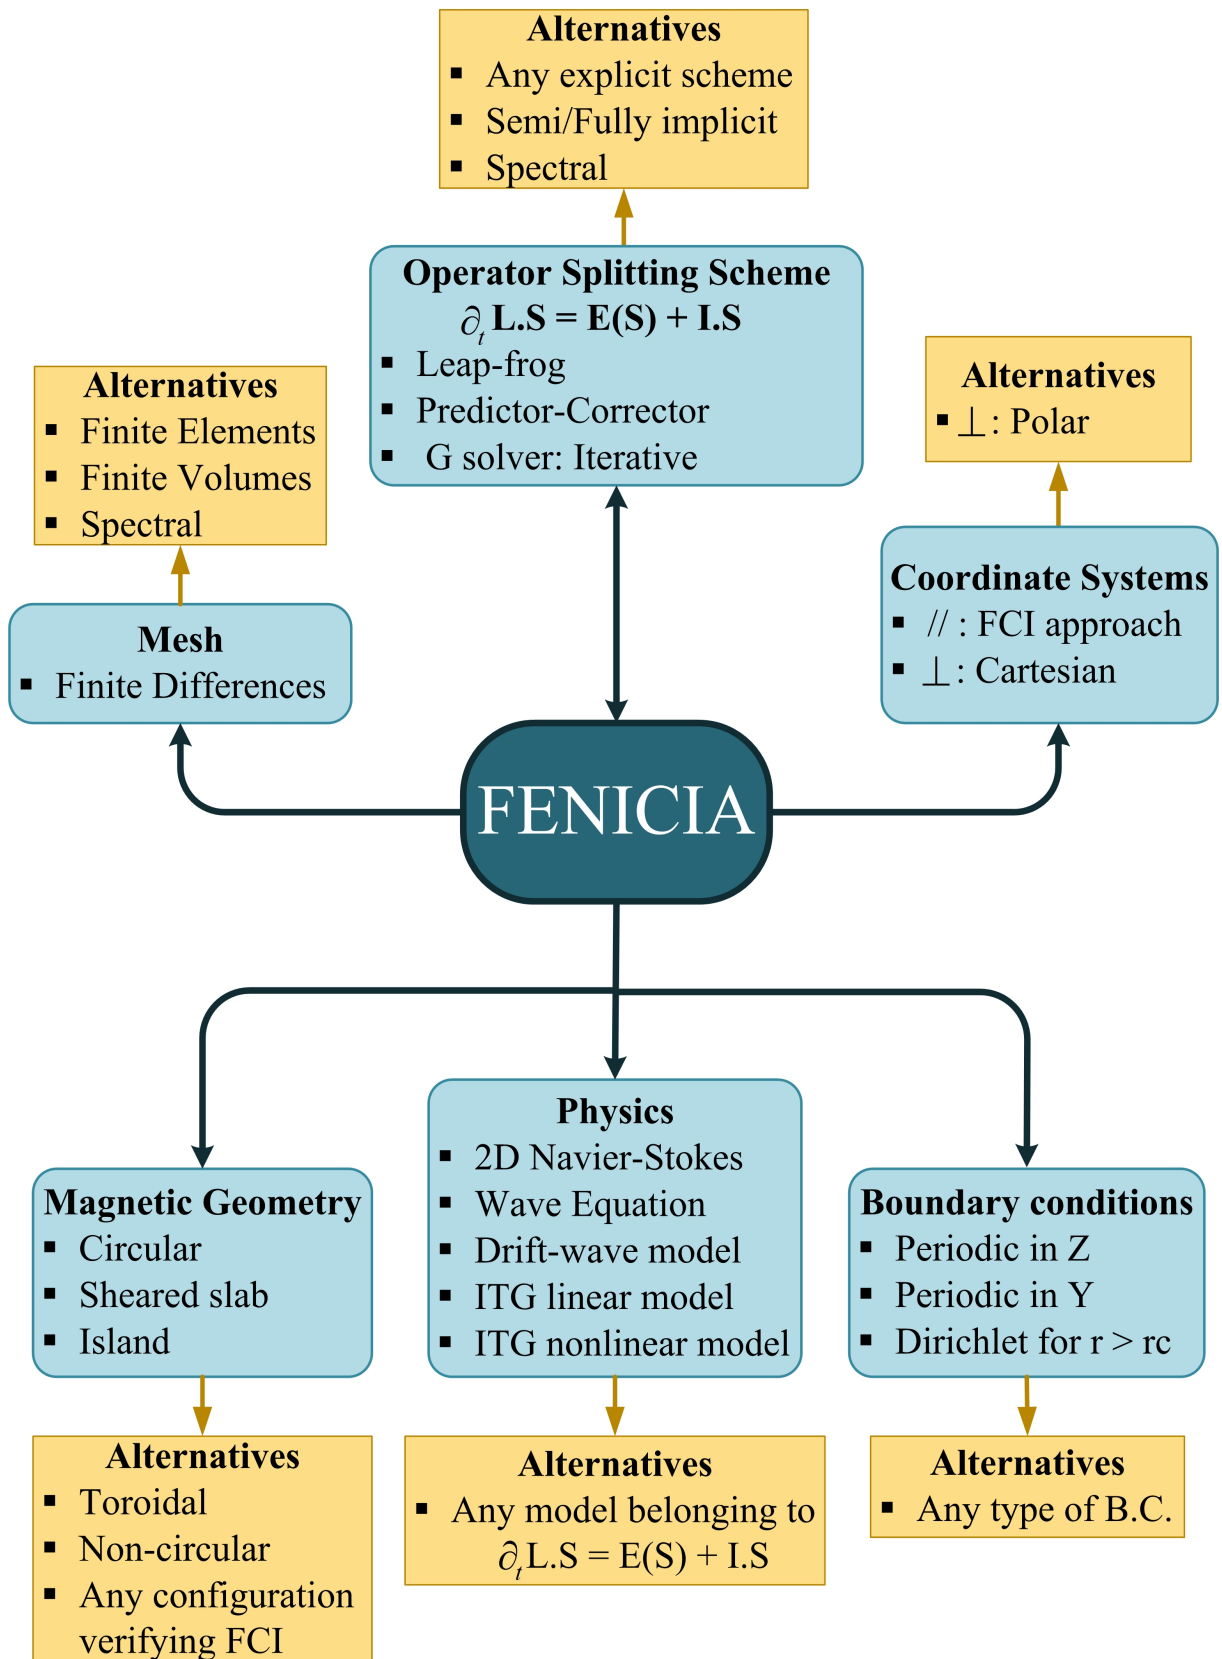 Alternatives
▪ Any explicit scheme
▪ Semi/Fully implicit
▪ Spectral
Operator Splitting Scheme
∂ₜ L.S = E(S) + I.S
▪ Leap-frog
▪ Predictor-Corrector
▪ G solver: Iterative
Alternatives
▪ ⊥ : Polar
Alternatives
▪ Finite Elements
▪ Finite Volumes
▪ Spectral
Coordinate Systems
▪ // : FCI approach
▪ ⊥ : Cartesian
Mesh
▪ Finite Differences
FENICIA
Magnetic Geometry
▪ Circular
▪ Sheared slab
▪ Island
Physics
▪ 2D Navier-Stokes
▪ Wave Equation
▪ Drift-wave model
▪ ITG linear model
▪ ITG nonlinear model
Boundary conditions
▪ Periodic in Z
▪ Periodic in Y
▪ Dirichlet for r > rc
Alternatives
▪ Toroidal
▪ Non-circular
▪ Any configuration
verifying FCI
Alternatives
▪ Any model belonging to
∂ₜ L.S = E(S) + I.S
Alternatives
▪ Any type of B.C.